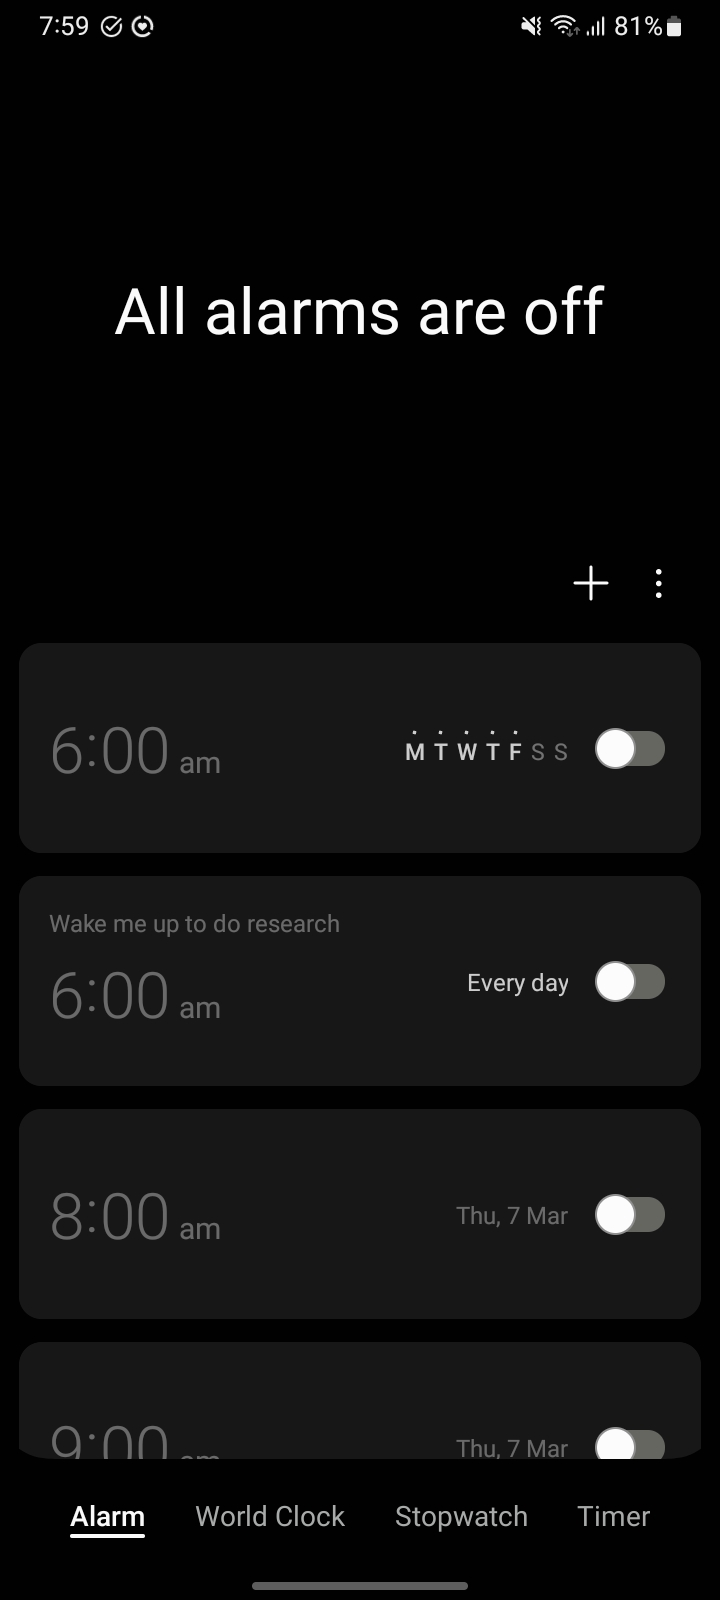 7:59
81%
All alarms are off
6:00 am
M T W T F S S
Wake me up to do research
6:00 am
Every day
8:00 am
Thu, 7 Mar
9:00 am
Thu, 7 Mar
Alarm
World Clock
Stopwatch
Timer